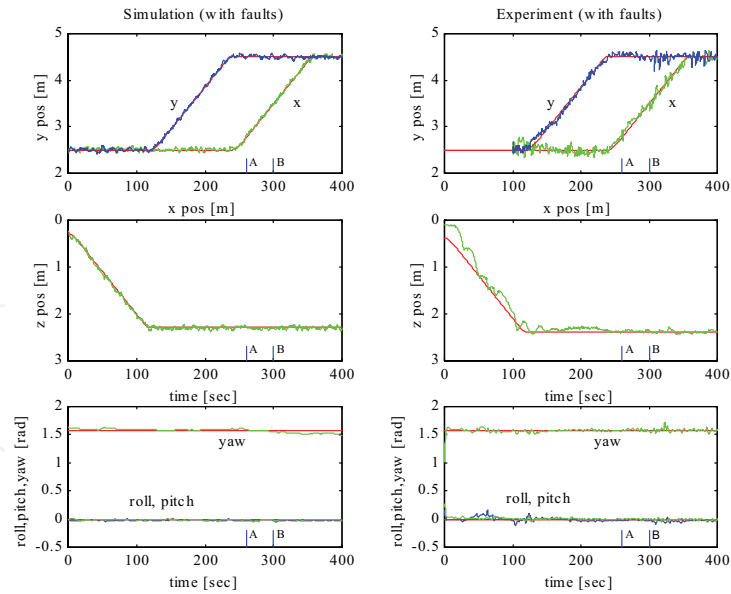 Simulation (with faults)
5
4
3
2
y pos [m]
y
x
A
B
0
100
200
300
400
x pos [m]
0
1
2
3
z pos [m]
A
B
0
100
200
300
400
time [sec]
2
1.5
1
0.5
0
-0.5
roll,pitch,yaw [rad]
yaw
roll, pitch
A
B
0
100
200
300
400
time [sec]
Experiment (with faults)
5
4
3
2
y pos [m]
y
x
A
B
0
100
200
300
400
x pos [m]
0
1
2
3
z pos [m]
A
B
0
100
200
300
400
time [sec]
2
1.5
1
0.5
0
-0.5
roll,pitch,yaw [rad]
yaw
roll, pitch
A
B
0
100
200
300
400
time [sec]